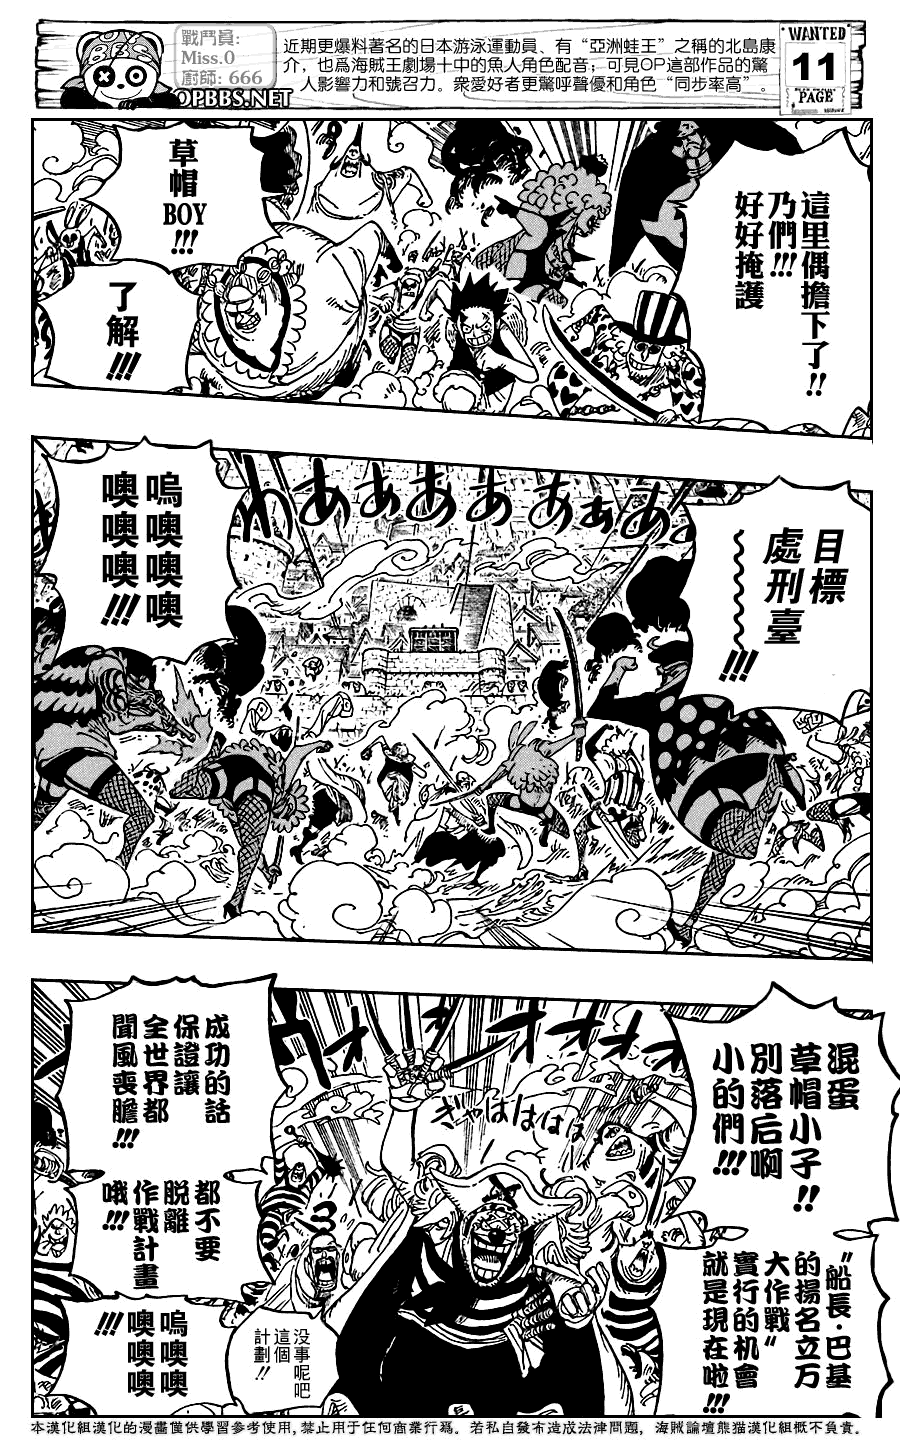 戰鬥員:
Miss.0
廚師: 666
OPBBS.NET
近期更爆料著名的日本游泳運動員、有“亞洲蛙王”之稱的北島康
介，也爲海賊王劇場十中的魚人角色配音；可見OP這部作品的驚
人影響力和號召力。衆愛好者更驚呼聲優和角色“同步率高”。
WANTED
11
PAGE
這里偶擔下了!!
乃們!!!
好好掩護
草帽
BOY
!!!
了解!!!
わあああああああ
目標
處刑臺
～～!!!
嗚噢噢噢
噢噢噢!!!
混蛋
草帽小子!!
別落后啊
小的們!!!
“船長·巴基
的揚名立万
大作戰”
實行的机會
就是現在啦!!!
ぎゃははははは
成功的話
保證讓
全世界都
聞風喪膽
!!!
都不要
脫離
作戰計畫
哦!!!
没事呢吧
這個
計劃!!
嗚噢噢
噢噢噢
!!!
本漢化組漢化的漫畵僅供學習參考使用,禁止用于任何商業行爲。若私自發布造成法律問題，海賊論壇熊猫漢化組概不負責。